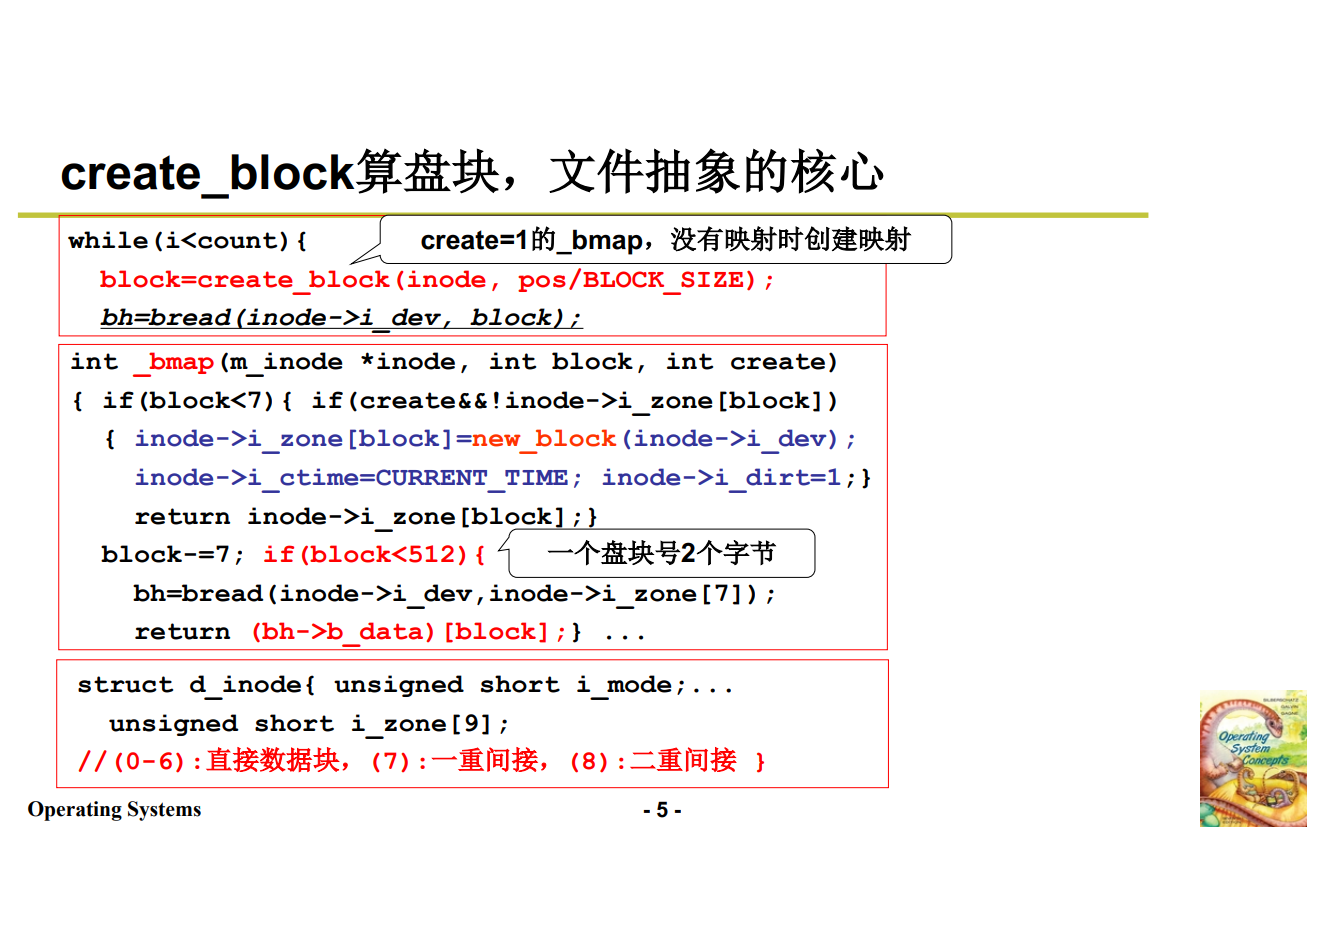 create_block算盘块，文件抽象的核心
while(i<count){
create=1的_bmap，没有映射时创建映射
block=create_block(inode, pos/BLOCK_SIZE);
bh=bread(inode->i_dev, block);
int _bmap(m_inode *inode, int block, int create)
{ if(block<7){ if(create&&!inode->i_zone[block])
{ inode->i_zone[block]=new_block(inode->i_dev);
inode->i_ctime=CURRENT_TIME; inode->i_dirt=1;}
return inode->i_zone[block];}
block-=7; if(block<512){
一个盘块号2个字节
bh=bread(inode->i_dev,inode->i_zone[7]);
return (bh->b_data)[block];} ...
struct d_inode{ unsigned short i_mode;...
unsigned short i_zone[9];
//(0-6):直接数据块，(7):一重间接，(8):二重间接 }
Operating Systems
- 5 -
Operating
System
Concepts